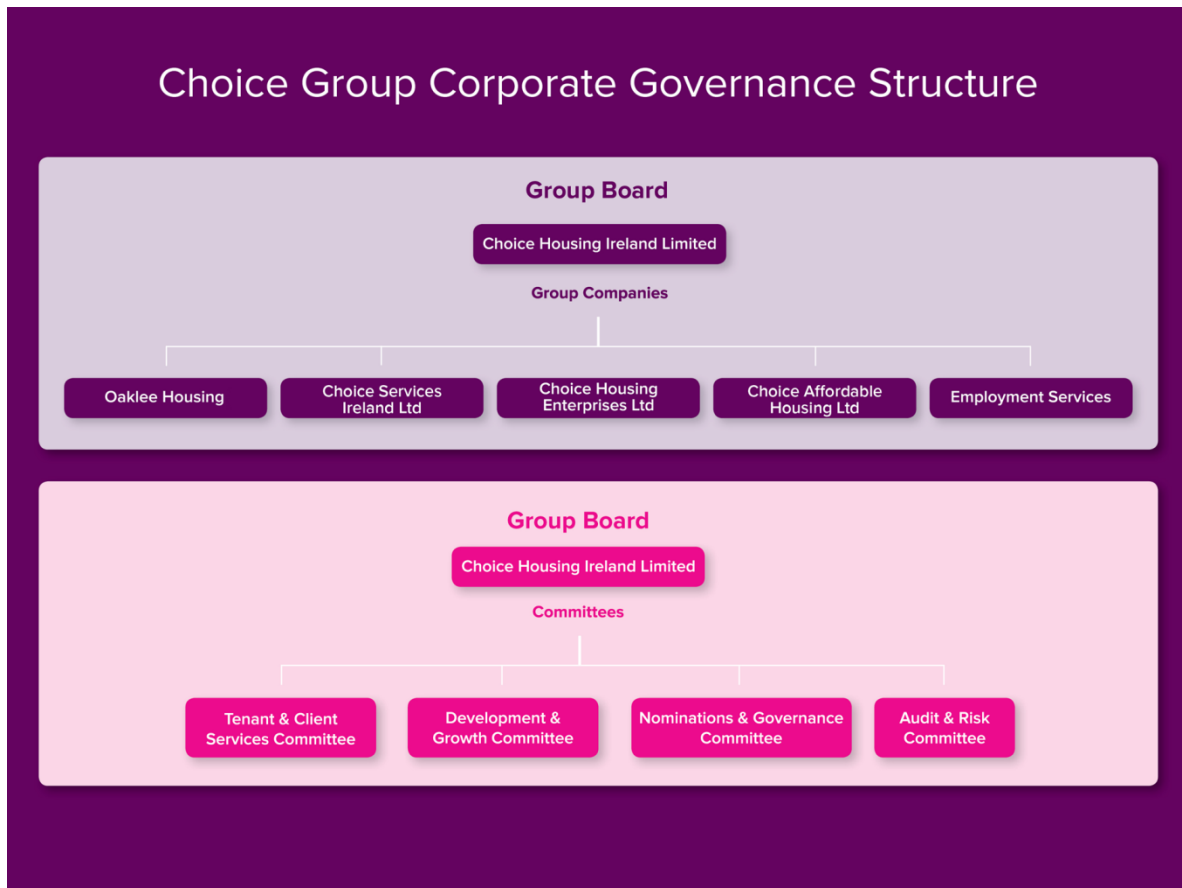 Choice Group Corporate Governance Structure
Group Board
Choice Housing Ireland Limited
Group Companies
Oaklee Housing
Choice Services
Ireland Ltd
Choice Housing
Enterprises Ltd
Choice Affordable
Housing Ltd
Employment Services
Group Board
Choice Housing Ireland Limited
Committees
Tenant & Client
Services Committee
Development &
Growth Committee
Nominations & Governance
Committee
Audit & Risk
Committee